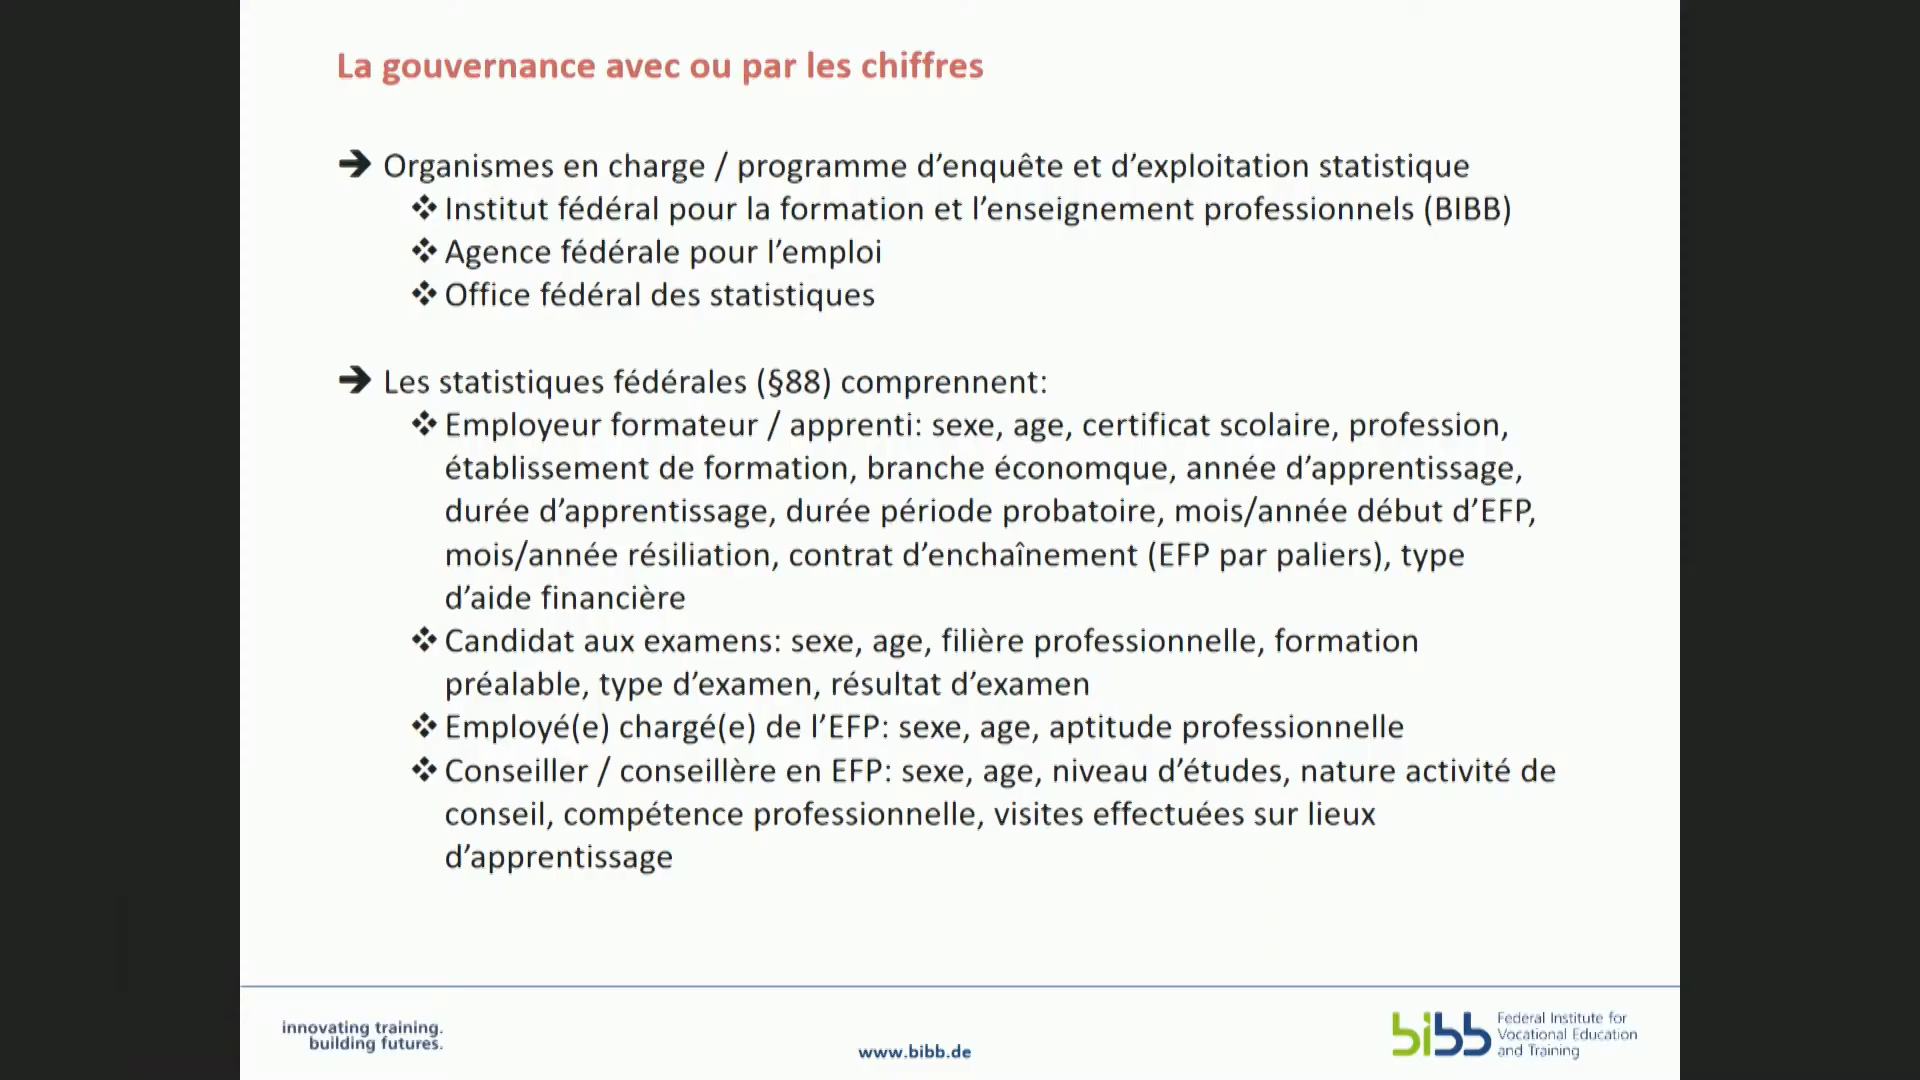 La gouvernance avec ou par les chiffres
➔ Organismes en charge / programme d’enquête et d’exploitation statistique
❖ Institut fédéral pour la formation et l’enseignement professionnels (BIBB)
❖ Agence fédérale pour l’emploi
❖ Office fédéral des statistiques
➔ Les statistiques fédérales (§88) comprennent:
❖ Employeur formateur / apprenti: sexe, age, certificat scolaire, profession,
établissement de formation, branche économque, année d’apprentissage,
durée d’apprentissage, durée période probatoire, mois/année début d’EFP,
mois/année résiliation, contrat d’enchaînement (EFP par paliers), type
d’aide financière
❖ Candidat aux examens: sexe, age, filière professionnelle, formation
préalable, type d’examen, résultat d’examen
❖ Employé(e) chargé(e) de l’EFP: sexe, age, aptitude professionnelle
❖ Conseiller / conseillère en EFP: sexe, age, niveau d’études, nature activité de
conseil, compétence professionnelle, visites effectuées sur lieux
d’apprentissage
innovating training.
building futures.
www.bibb.de
bibb
Federal Institute for
Vocational Education
and Training